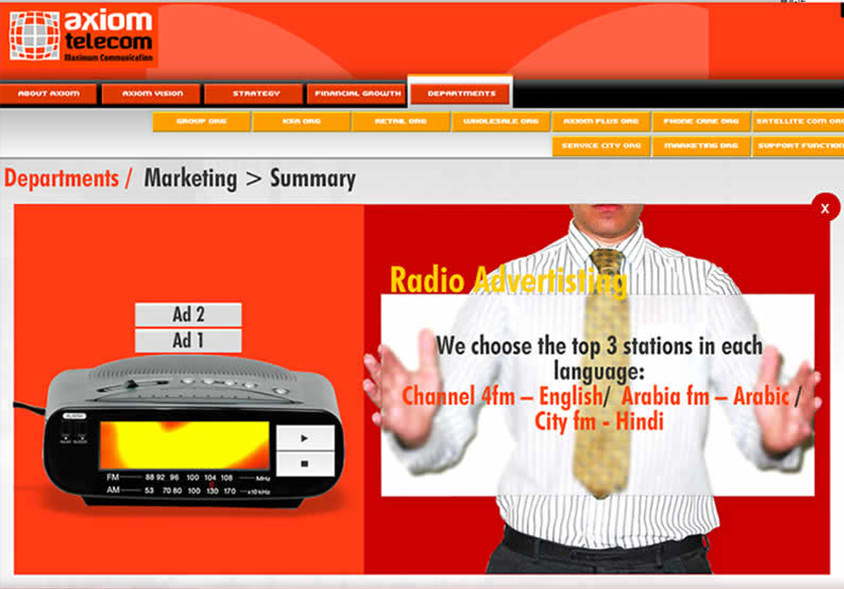 axiom
telecom
Maximum Communication
ABOUT AXIOM
AXIOM VISION
STRATEGY
FINANCIAL GROWTH
DEPARTMENTS
GROUP ORG
KSA ORG
RETAIL ORG
WHOLESALE ORG
AXIOM PLUS ORG
PHONE CARE ORG
SATELLITE COM ORG
SERVICE CITY ORG
MARKETING ORG
SUPPORT FUNCTION
Departments / Marketing > Summary
X
Radio Advertisting
Ad 2
Ad 1
We choose the top 3 stations in each
language:
Channel 4fm – English/ Arabia fm – Arabic /
City fm - Hindi
ALARM
FM 88 92 96 100 104 108 MHz
AM 53 70 80 100 130 170 x10kHz